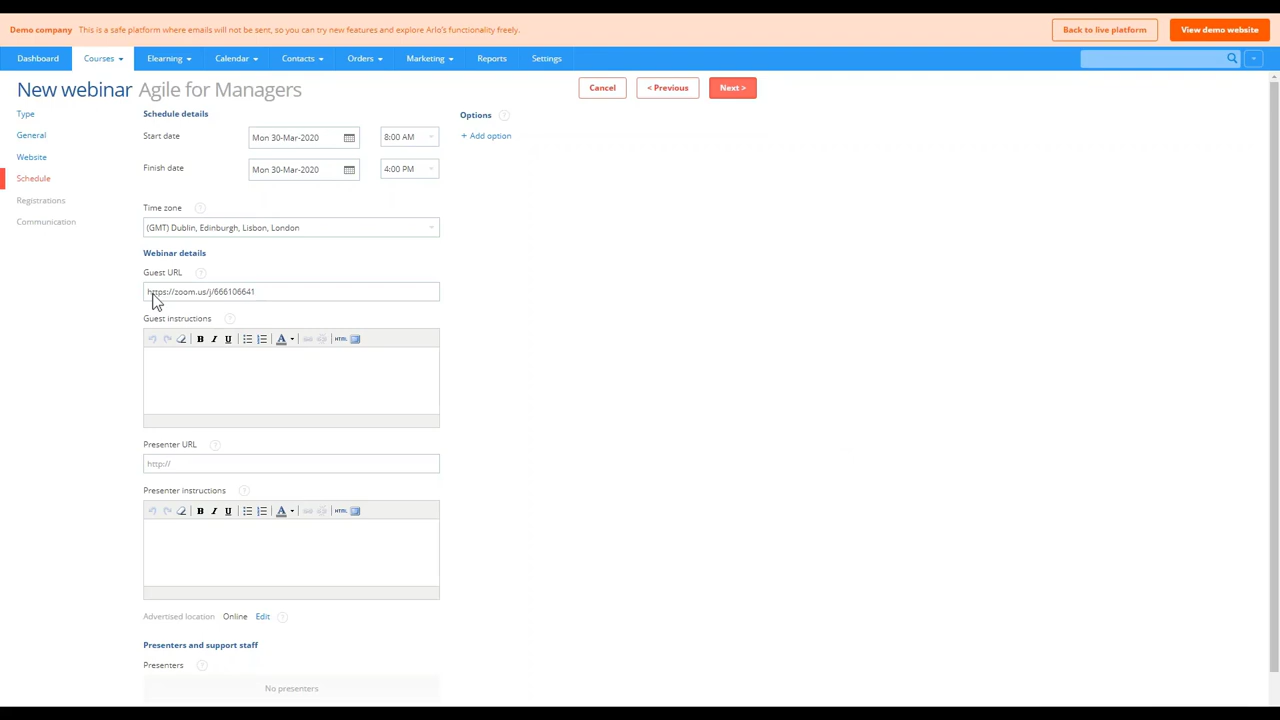 Demo company This is a safe platform where emails will not be sent, so you can try new features and explore Arlo's functionality freely.
Back to live platform
View demo website
Dashboard
Courses
Elearning
Calendar
Contacts
Orders
Marketing
Reports
Settings
New webinar Agile for Managers
Cancel
< Previous
Next >
Type
General
Website
Schedule
Registrations
Communication
Schedule details
Start date
Mon 30-Mar-2020
8:00 AM
Finish date
Mon 30-Mar-2020
4:00 PM
Time zone ?
(GMT) Dublin, Edinburgh, Lisbon, London
Webinar details
Guest URL ?
https://zoom.us/j/666106641
Guest instructions ?
B I U A HTML
Presenter URL ?
http://
Presenter instructions ?
B I U A HTML
Advertised location Online Edit ?
Presenters and support staff
Presenters ?
No presenters
Options ?
+ Add option